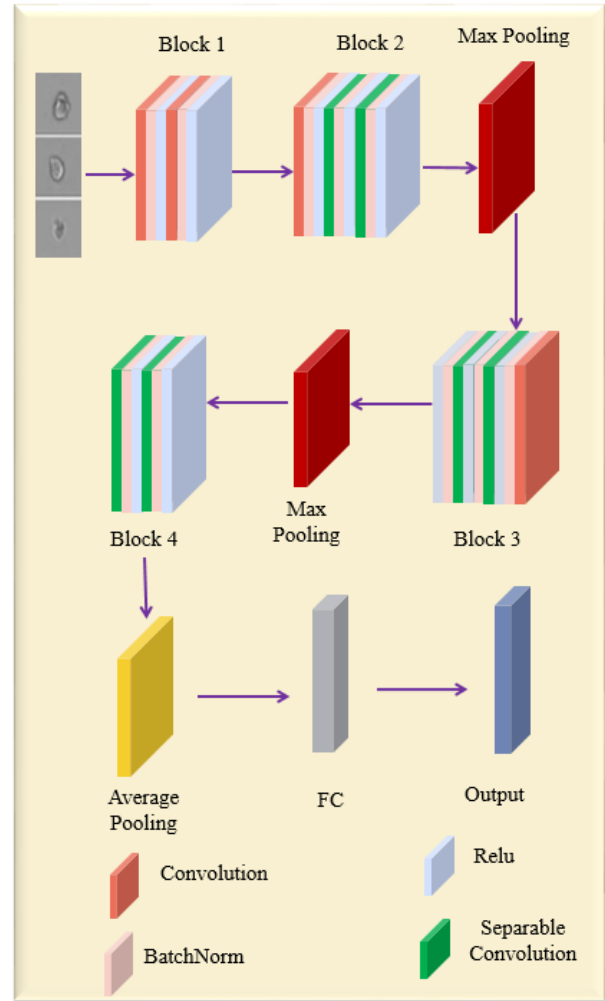 Block 1
Block 2
Max Pooling
Max
Pooling
Block 4
Block 3
Average
Pooling
FC
Output
Convolution
Relu
BatchNorm
Separable
Convolution